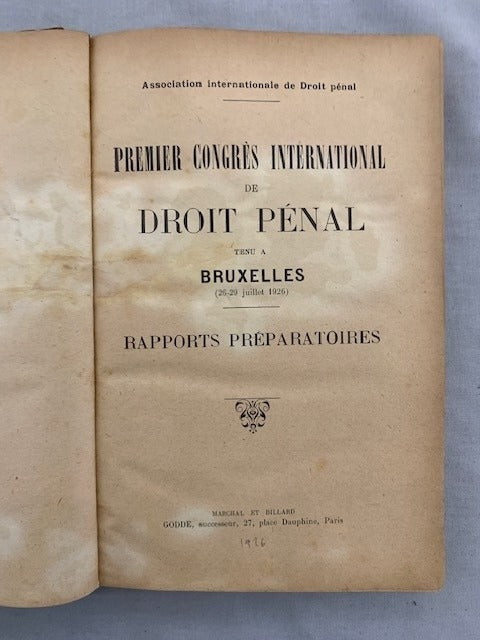 Association internationale de Droit pénal
PREMIER CONGRÈS INTERNATIONAL
DE
DROIT PÉNAL
TENU A
BRUXELLES
(26-29 juillet 1926)
RAPPORTS PRÉPARATOIRES
MARCHAL ET BILLARD
GODDE, successeur, 27, place Dauphine, Paris
1926